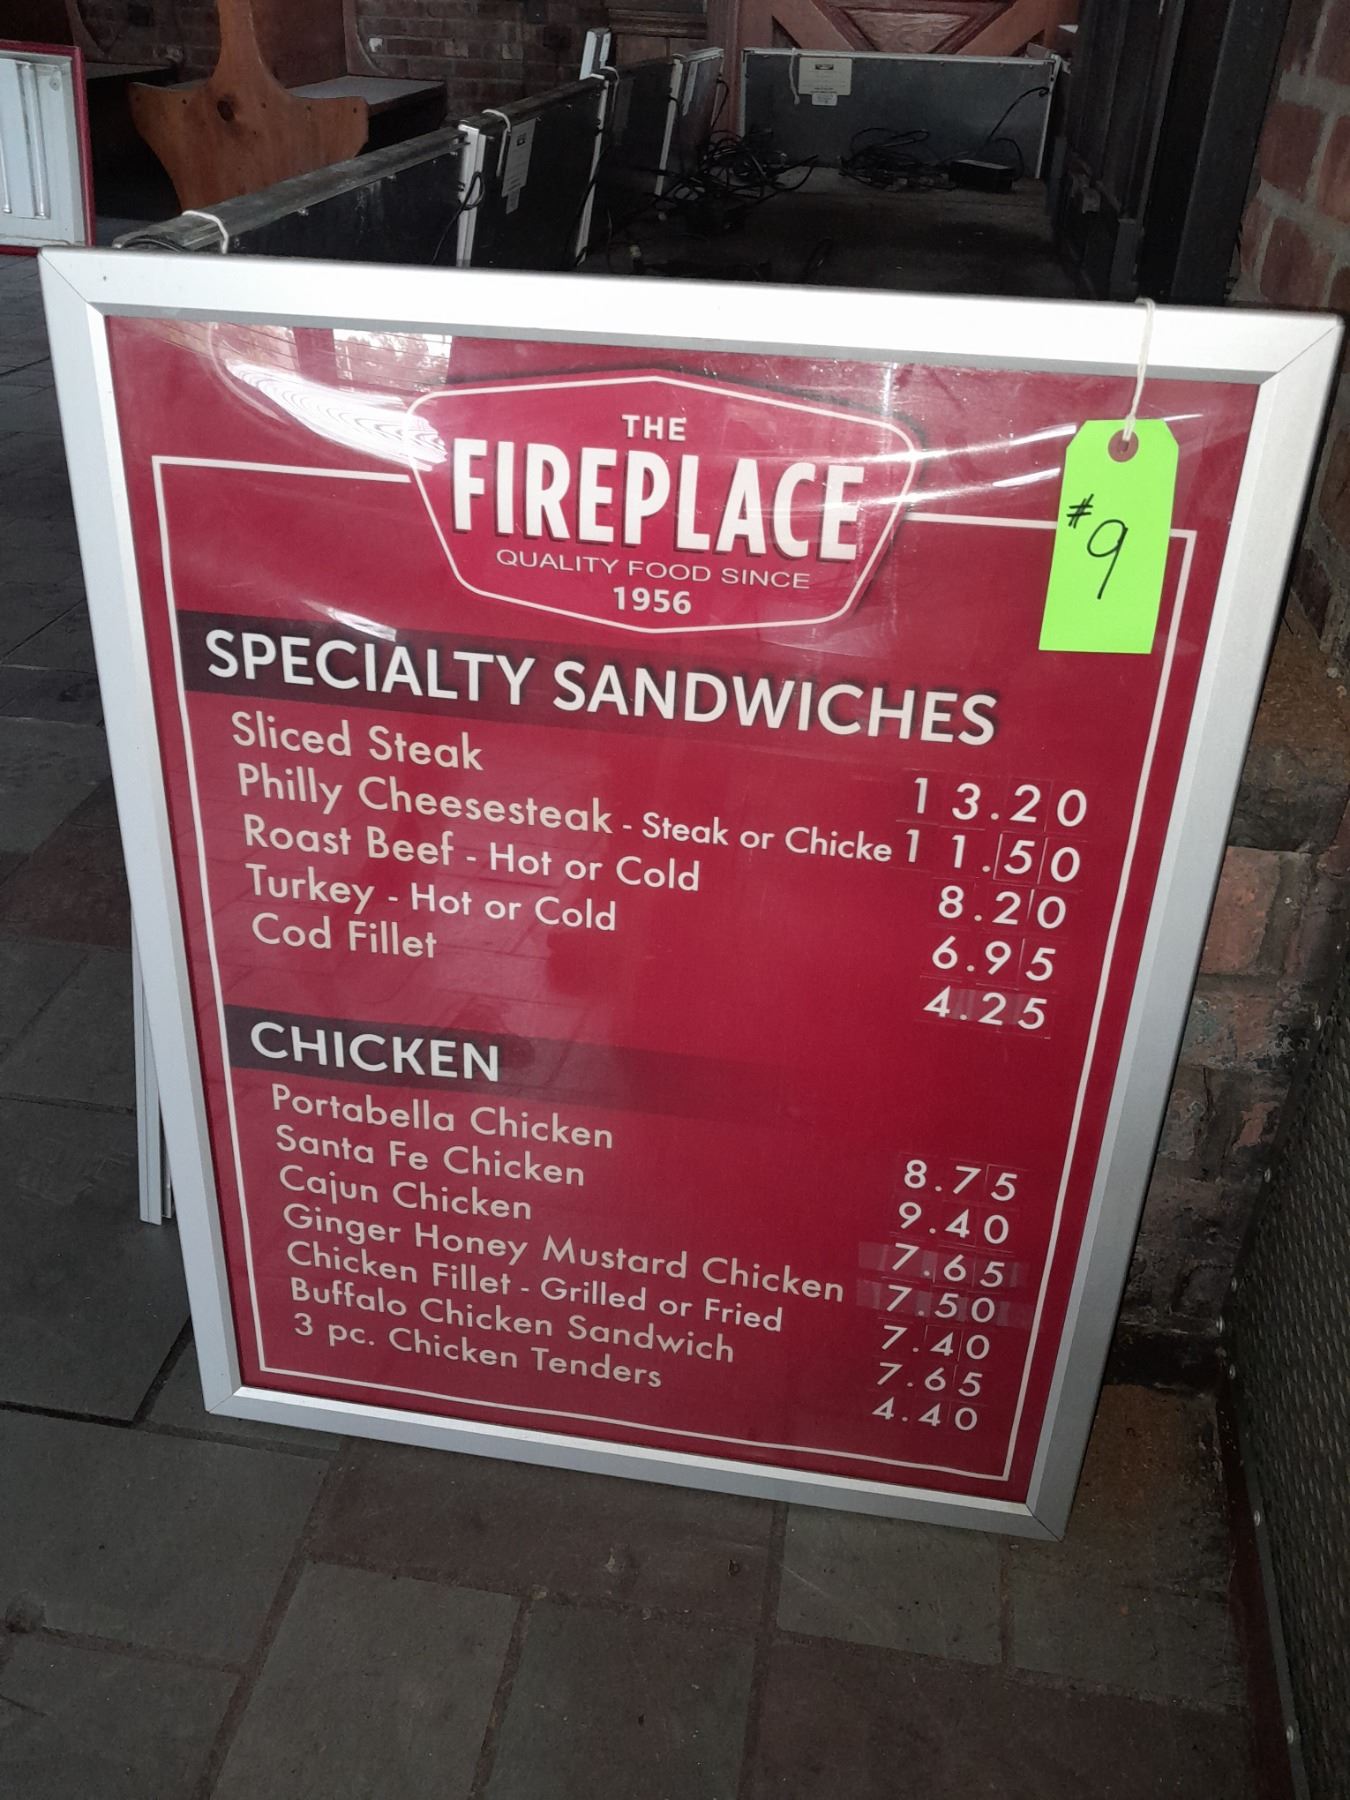 THE
FIREPLACE
QUALITY FOOD SINCE
1956
#9
SPECIALTY SANDWICHES
Sliced Steak 13.20
Philly Cheesesteak - Steak or Chicke 11.50
Roast Beef - Hot or Cold 8.20
Turkey - Hot or Cold 6.95
Cod Fillet 4.25
CHICKEN
Portabella Chicken 8.75
Santa Fe Chicken 9.40
Cajun Chicken 7.65
Ginger Honey Mustard Chicken 7.50
Chicken Fillet - Grilled or Fried 7.40
Buffalo Chicken Sandwich 7.65
3 pc. Chicken Tenders 4.40